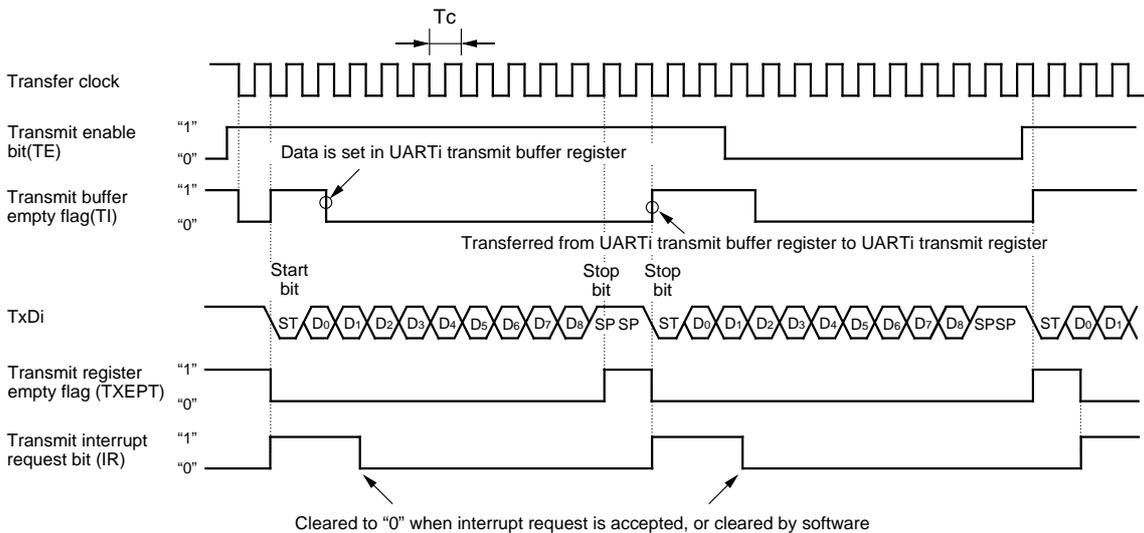 Tc
Transfer clock
Transmit enable
bit(TE)
“1”
“0”
Data is set in UARTi transmit buffer register
Transmit buffer
empty flag(TI)
“1”
“0”
Transferred from UARTi transmit buffer register to UARTi transmit register
Start
bit
Stop
bit
Stop
bit
TxDi
ST D0 D1 D2 D3 D4 D5 D6 D7 D8 SP SP ST D0 D1 D2 D3 D4 D5 D6 D7 D8 SPSP ST D0 D1
Transmit register
empty flag (TXEPT)
“1”
“0”
Transmit interrupt
request bit (IR)
“1”
“0”
Cleared to “0” when interrupt request is accepted, or cleared by software